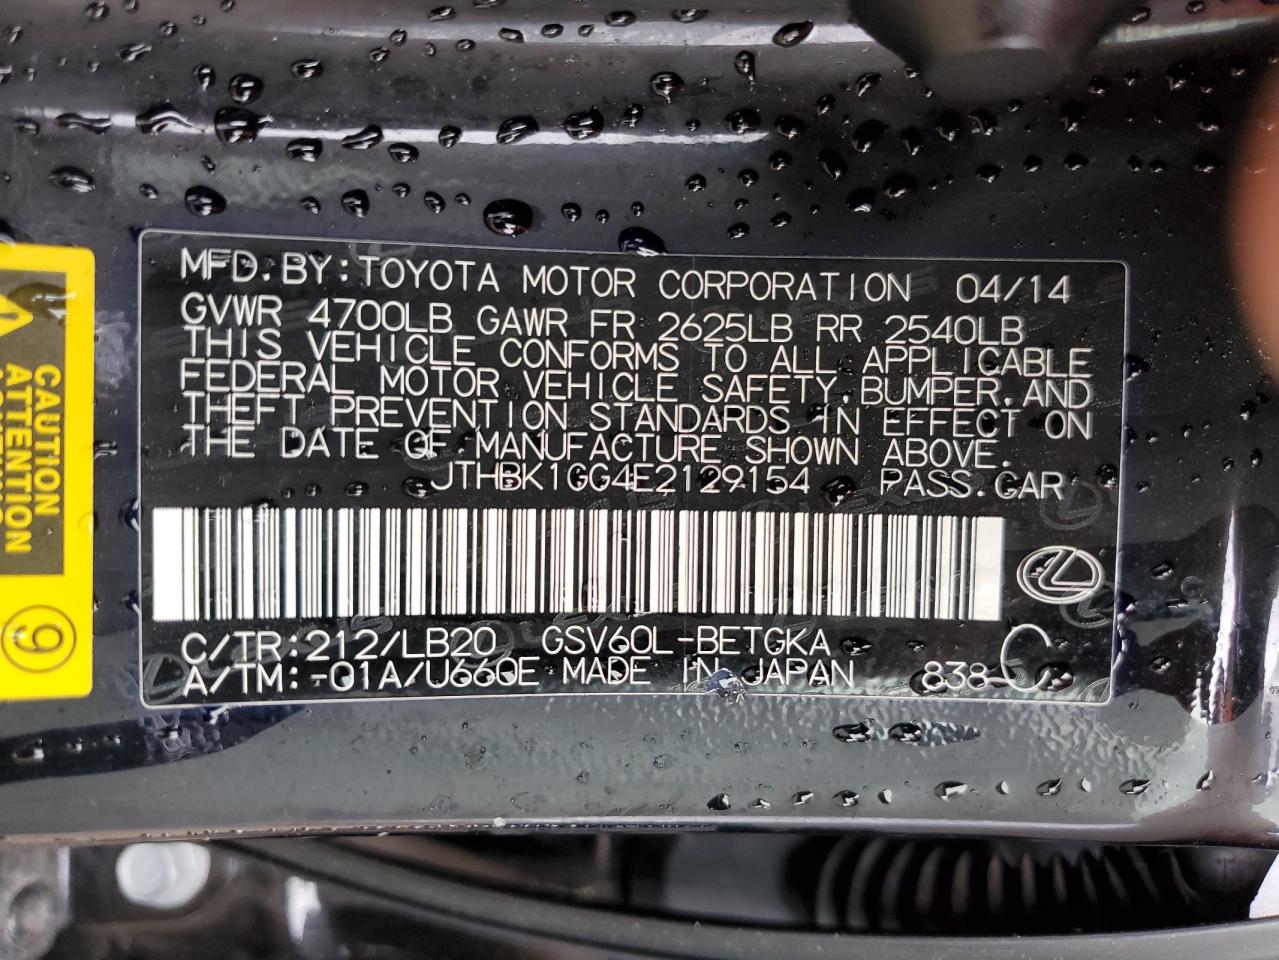 MFD.BY:TOYOTA MOTOR CORPORATION 04/14
GVWR 4700LB GAWR FR 2625LB RR 2540LB
THIS VEHICLE CONFORMS TO ALL APPLICABLE
FEDERAL MOTOR VEHICLE SAFETY,BUMPER,AND
THEFT PREVENTION STANDARDS IN EFFECT ON
THE DATE OF MANUFACTURE SHOWN ABOVE.
JTHBK1GG4E2129154 PASS.CAR
C/TR:212/LB20 GSV60L-BETGKA
A/TM:-01A/U660E MADE IN JAPAN 838
CAUTION
ATTENTION
9